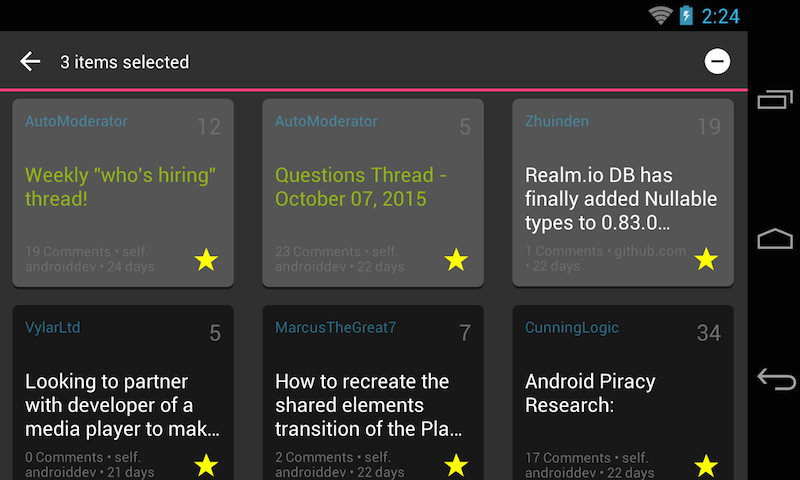 2:24
3 items selected
AutoModerator 12
Weekly "who's hiring"
thread!
19 Comments • self.
androiddev • 24 days
AutoModerator 5
Questions Thread -
October 07, 2015
23 Comments • self.
androiddev • 22 days
Zhuinden 19
Realm.io DB has
finally added Nullable
types to 0.83.0…
1 Comments • github.com
• 22 days
VylarLtd 5
Looking to partner
with developer of a
media player to mak…
0 Comments • self.
androiddev • 21 days
MarcusTheGreat7 7
How to recreate the
shared elements
transition of the Pla…
2 Comments • self.
androiddev • 22 days
CunningLogic 34
Android Piracy
Research:
17 Comments • self.
androiddev • 22 days